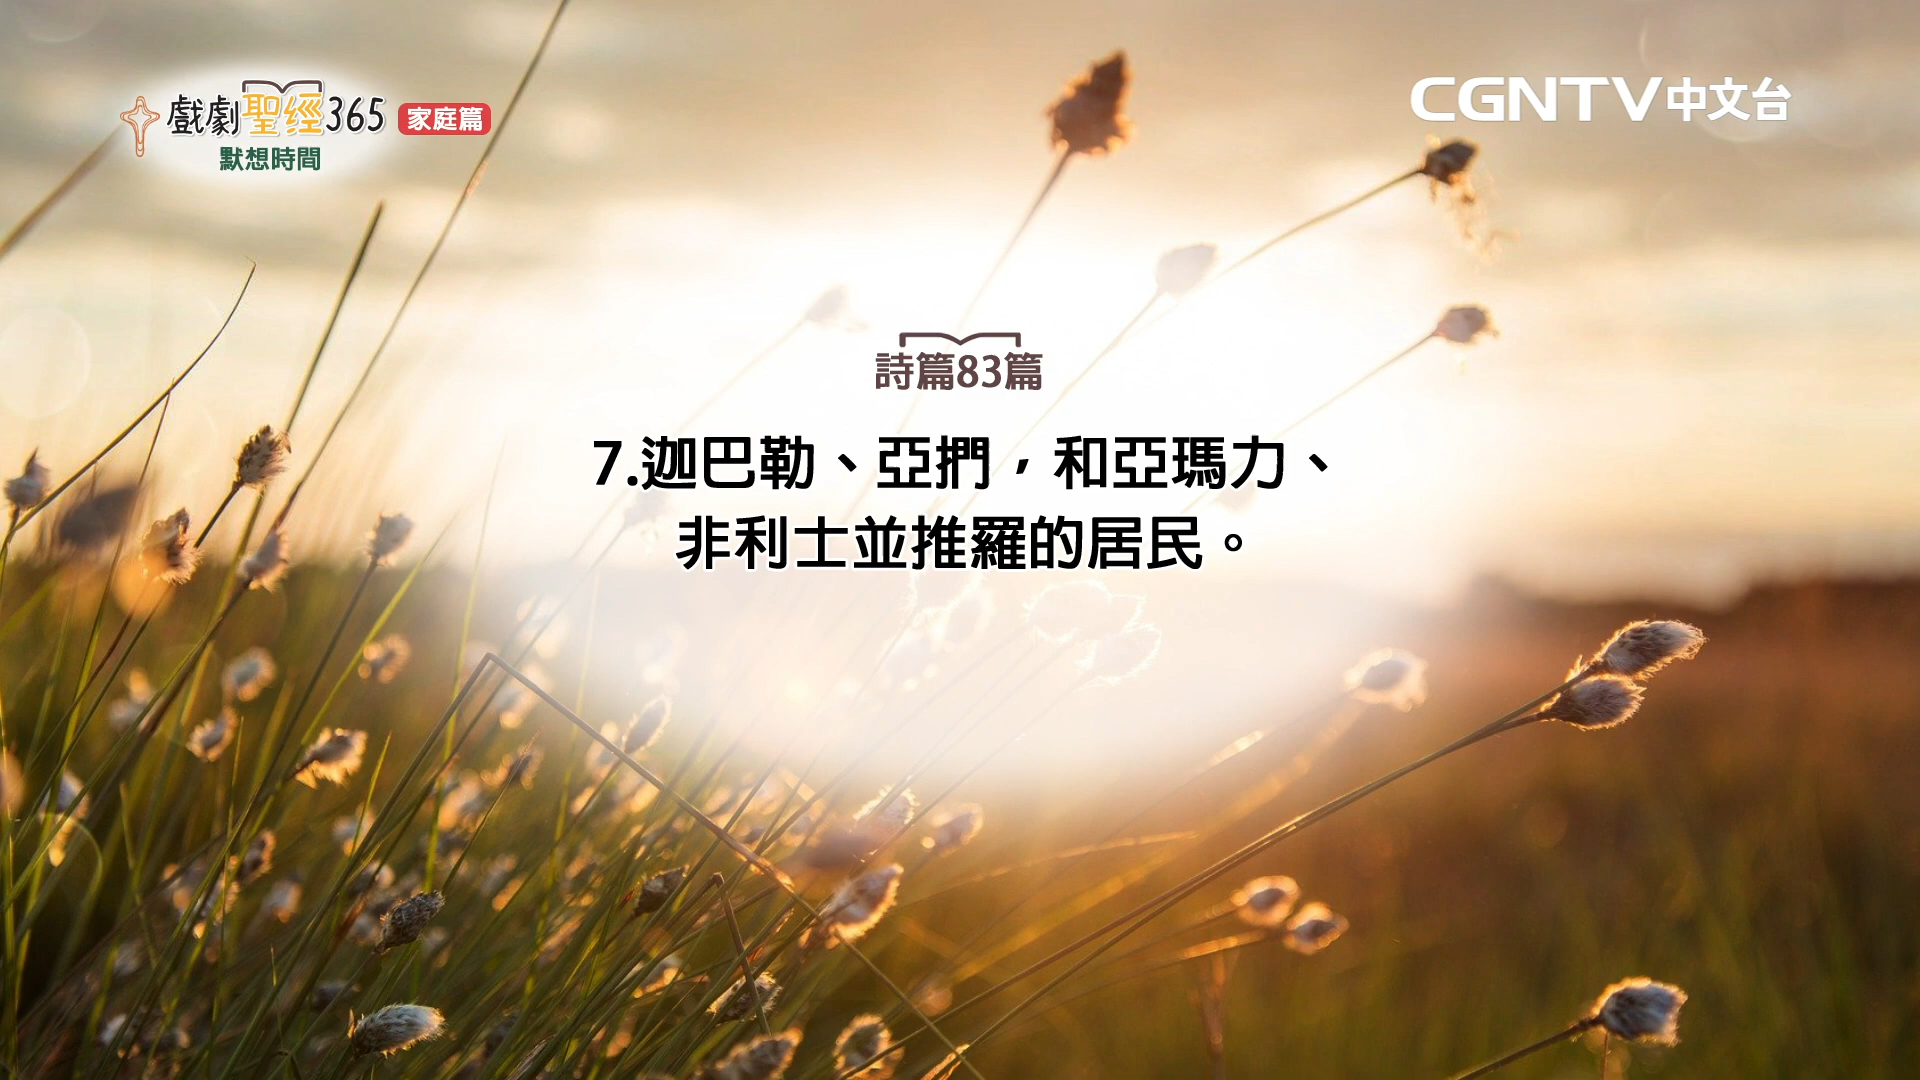 戲劇聖經365 家庭篇
默想時間
CGNTV中文台
詩篇83篇
7.迦巴勒、亞捫，和亞瑪力、
非利士並推羅的居民。